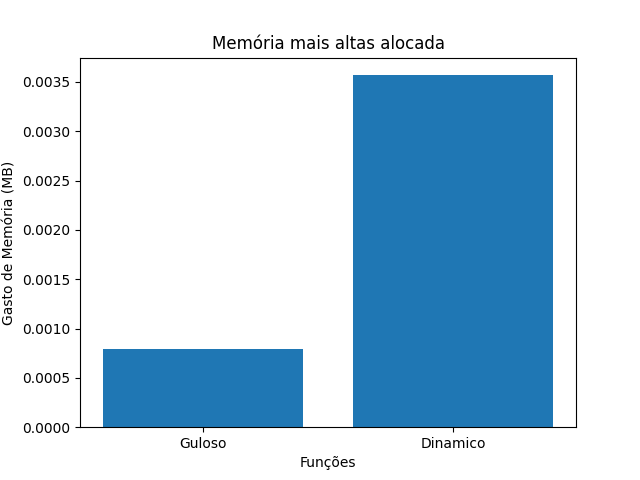 Memória mais altas alocada
Gasto de Memória (MB)
0.0035
0.0030
0.0025
0.0020
0.0015
0.0010
0.0005
0.0000
Guloso
Dinamico
Funções